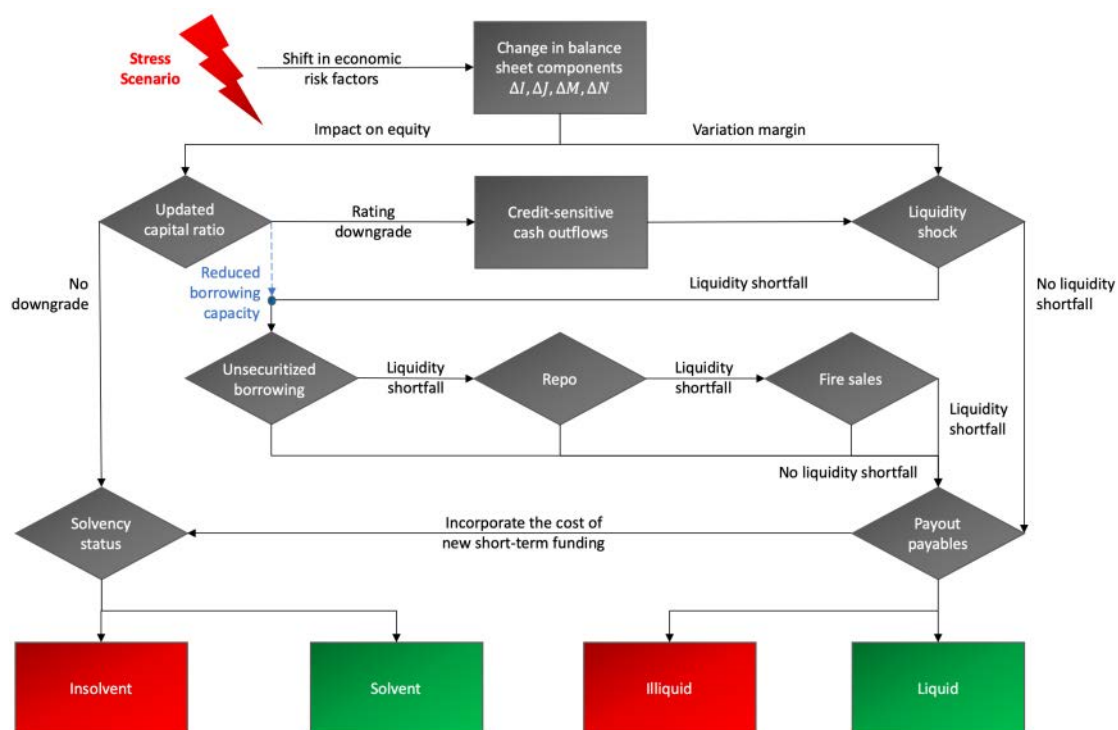 Stress
Scenario
Shift in economic
risk factors
Change in balance
sheet components
ΔI, ΔJ, ΔM, ΔN
Impact on equity
Variation margin
Updated
capital ratio
Rating
downgrade
Credit-sensitive
cash outflows
Liquidity
shock
No
downgrade
Reduced
borrowing
capacity
Liquidity shortfall
No liquidity
shortfall
Unsecuritized
borrowing
Liquidity
shortfall
Repo
Liquidity
shortfall
Fire sales
Liquidity
shortfall
No liquidity shortfall
Solvency
status
Incorporate the cost of
new short-term funding
Payout
payables
Insolvent
Solvent
Illiquid
Liquid